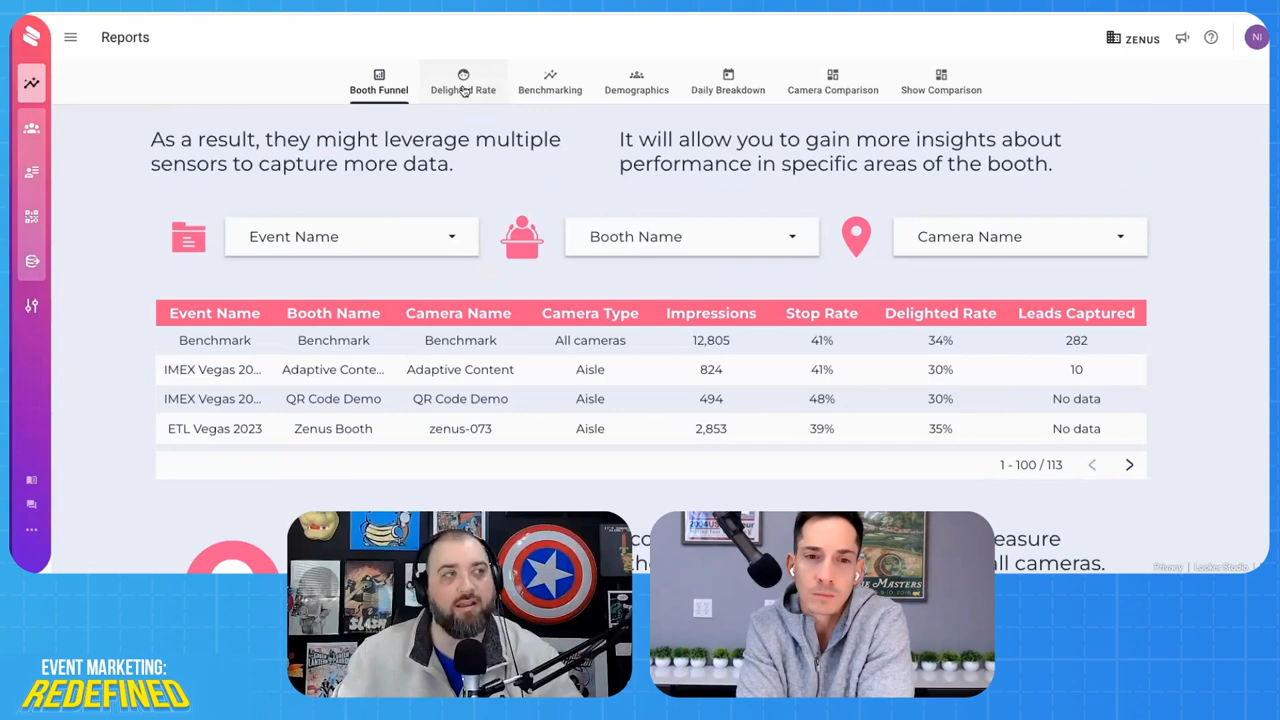 Reports
ZENUS
NI
Booth Funnel
Delighted Rate
Benchmarking
Demographics
Daily Breakdown
Camera Comparison
Show Comparison
As a result, they might leverage multiple
sensors to capture more data.
It will allow you to gain more insights about
performance in specific areas of the booth.
Event Name
Booth Name
Camera Name
Event Name Booth Name Camera Name Camera Type Impressions Stop Rate Delighted Rate Leads Captured
Benchmark Benchmark Benchmark All cameras 12,805 41% 34% 282
IMEX Vegas 20... Adaptive Conte... Adaptive Content Aisle 824 41% 30% 10
IMEX Vegas 20... QR Code Demo QR Code Demo Aisle 494 48% 30% No data
ETL Vegas 2023 Zenus Booth zenus-073 Aisle 2,853 39% 35% No data
1 - 100 / 113
all cameras.
Privacy
Looker Studio
SLASH
MASTERS
EVENT MARKETING:
REDEFINED